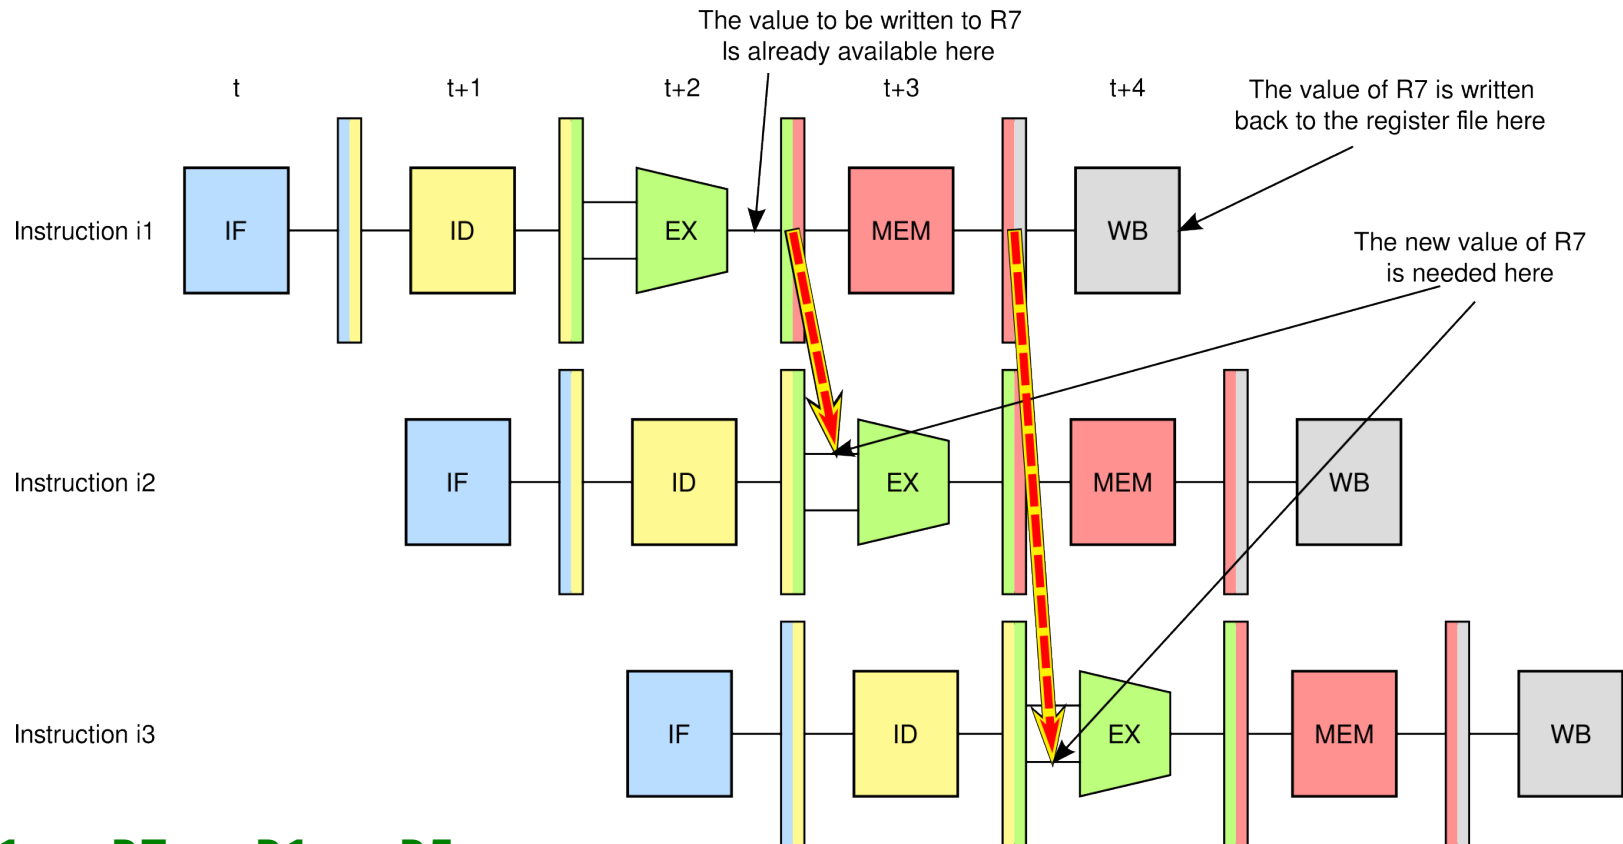 The value to be written to R7
Is already available here
t
t+1
t+2
t+3
t+4
The value of R7 is written
back to the register file here
Instruction i1
IF
ID
EX
MEM
WB
The new value of R7
is needed here
Instruction i2
IF
ID
EX
MEM
WB
Instruction i3
IF
ID
EX
MEM
WB